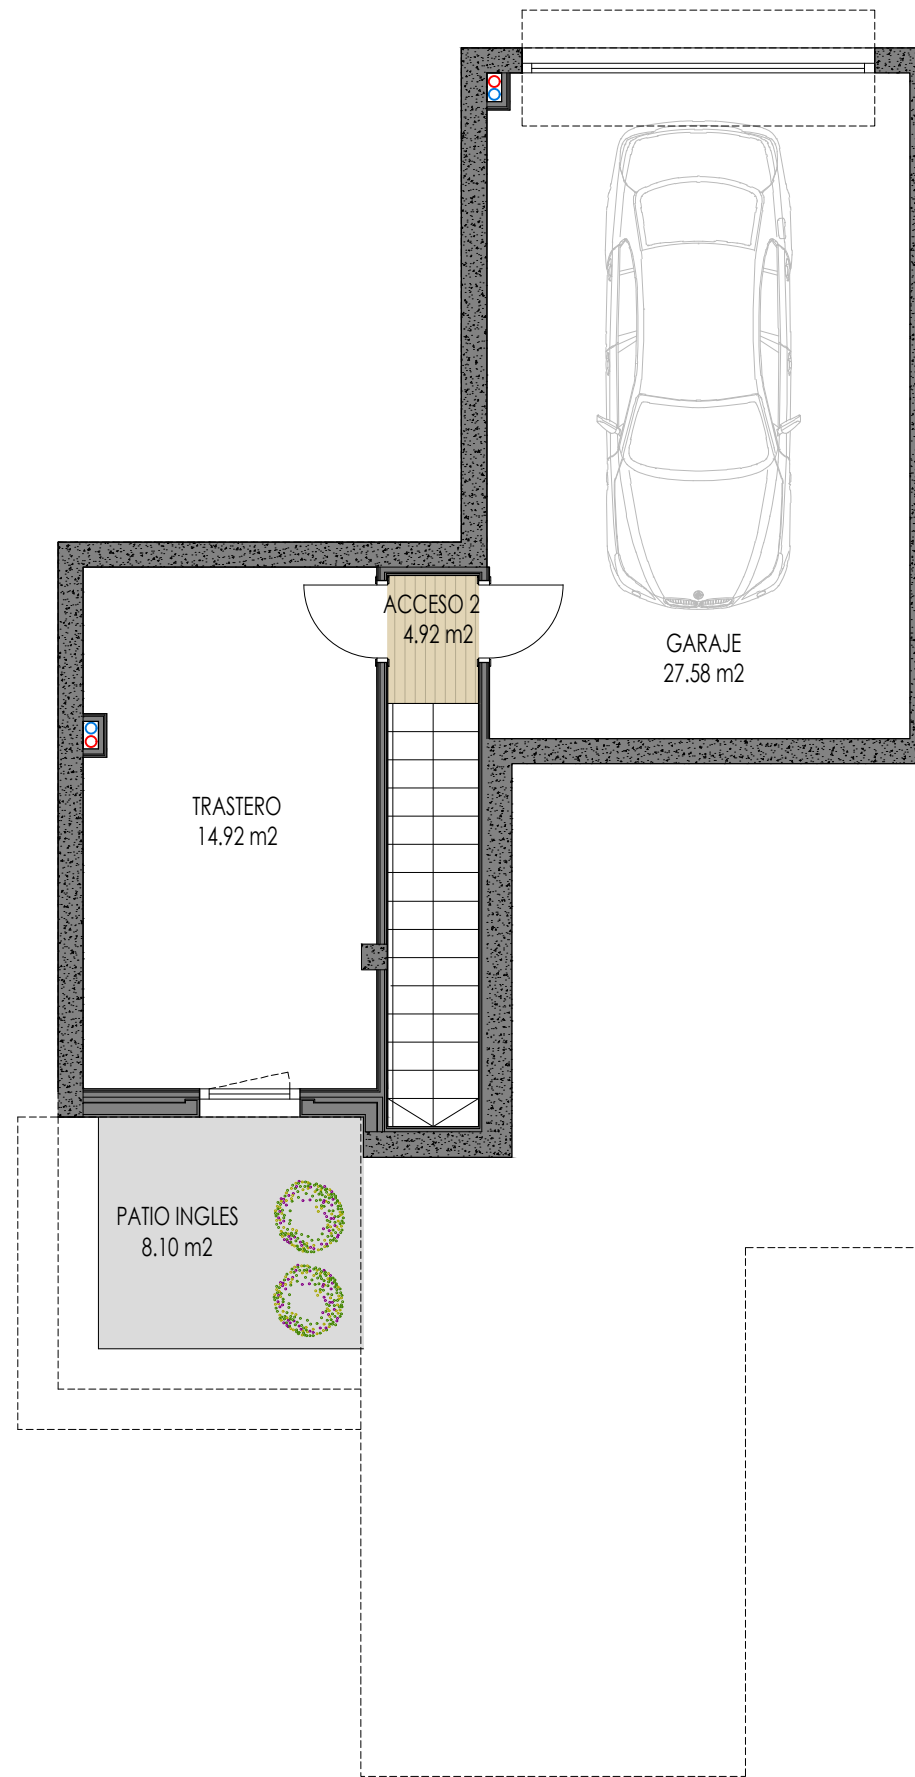 ACCESO 2
4.92 m2
GARAJE
27.58 m2
TRASTERO
14.92 m2
PATIO INGLES
8.10 m2